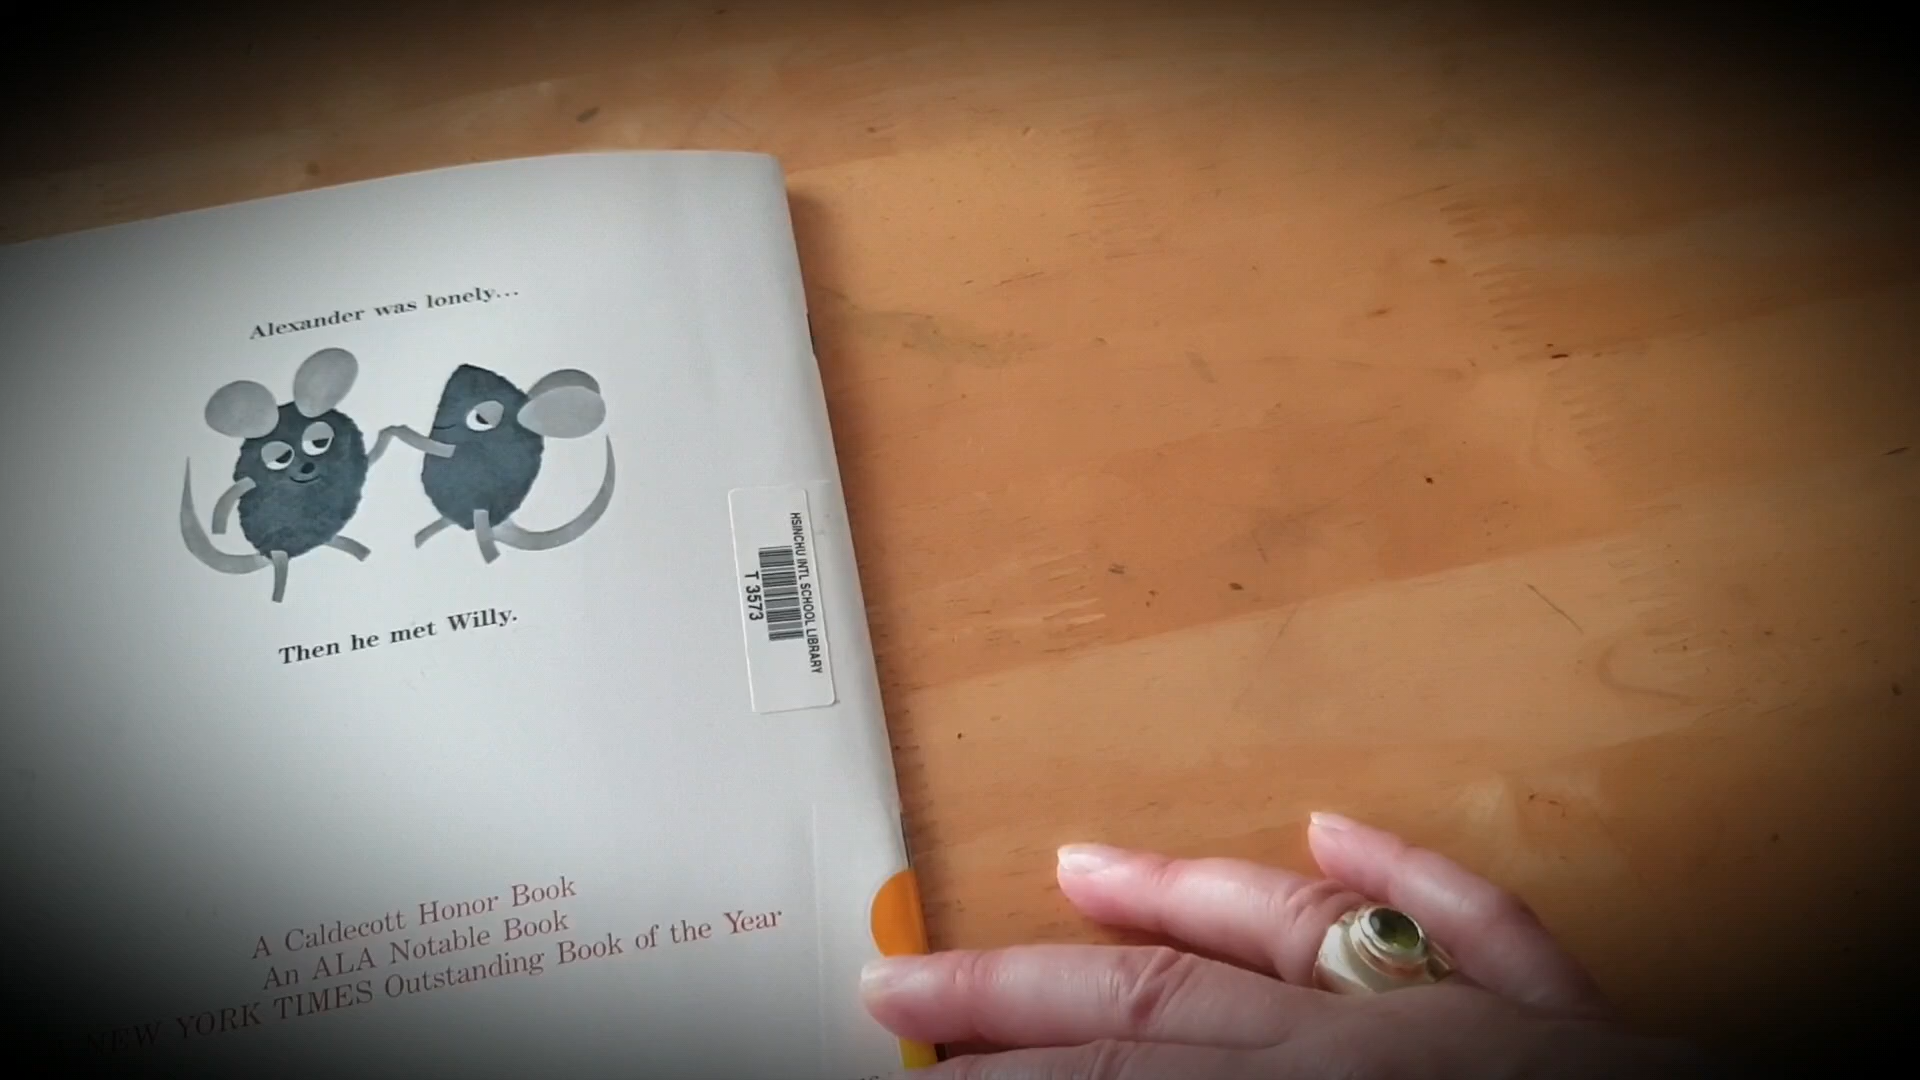 Alexander was lonely...
Then he met Willy.
HSINCHU INTL SCHOOL LIBRARY
T 3573
A Caldecott Honor Book
An ALA Notable Book
NEW YORK TIMES Outstanding Book of the Year